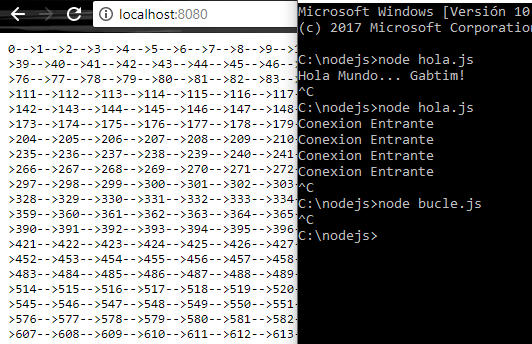 localhost:8080
0-->1-->2-->3-->4-->5-->6-->7-->8-->9-->1
>39-->40-->41-->42-->43-->44-->45-->46--
>76-->77-->78-->79-->80-->81-->82-->83--
>111-->112-->113-->114-->115-->116-->117
>142-->143-->144-->145-->146-->147-->148
>173-->174-->175-->176-->177-->178-->179
>204-->205-->206-->207-->208-->209-->210
>235-->236-->237-->238-->239-->240-->241
>266-->267-->268-->269-->270-->271-->272
>297-->298-->299-->300-->301-->302-->303
>328-->329-->330-->331-->332-->333-->334
>359-->360-->361-->362-->363-->364-->365
>390-->391-->392-->393-->394-->395-->396
>421-->422-->423-->424-->425-->426-->427
>452-->453-->454-->455-->456-->457-->458
>483-->484-->485-->486-->487-->488-->489
>514-->515-->516-->517-->518-->519-->520
>545-->546-->547-->548-->549-->550-->551
>576-->577-->578-->579-->580-->581-->582
>607-->608-->609-->610-->611-->612-->613
Microsoft Windows [Versión 10
(c) 2017 Microsoft Corporation
C:\nodejs>node hola.js
Hola Mundo... Gabtim!
^C
C:\nodejs>node hola.js
Conexion Entrante
Conexion Entrante
Conexion Entrante
Conexion Entrante
^C
C:\nodejs>node bucle.js
^C
C:\nodejs>